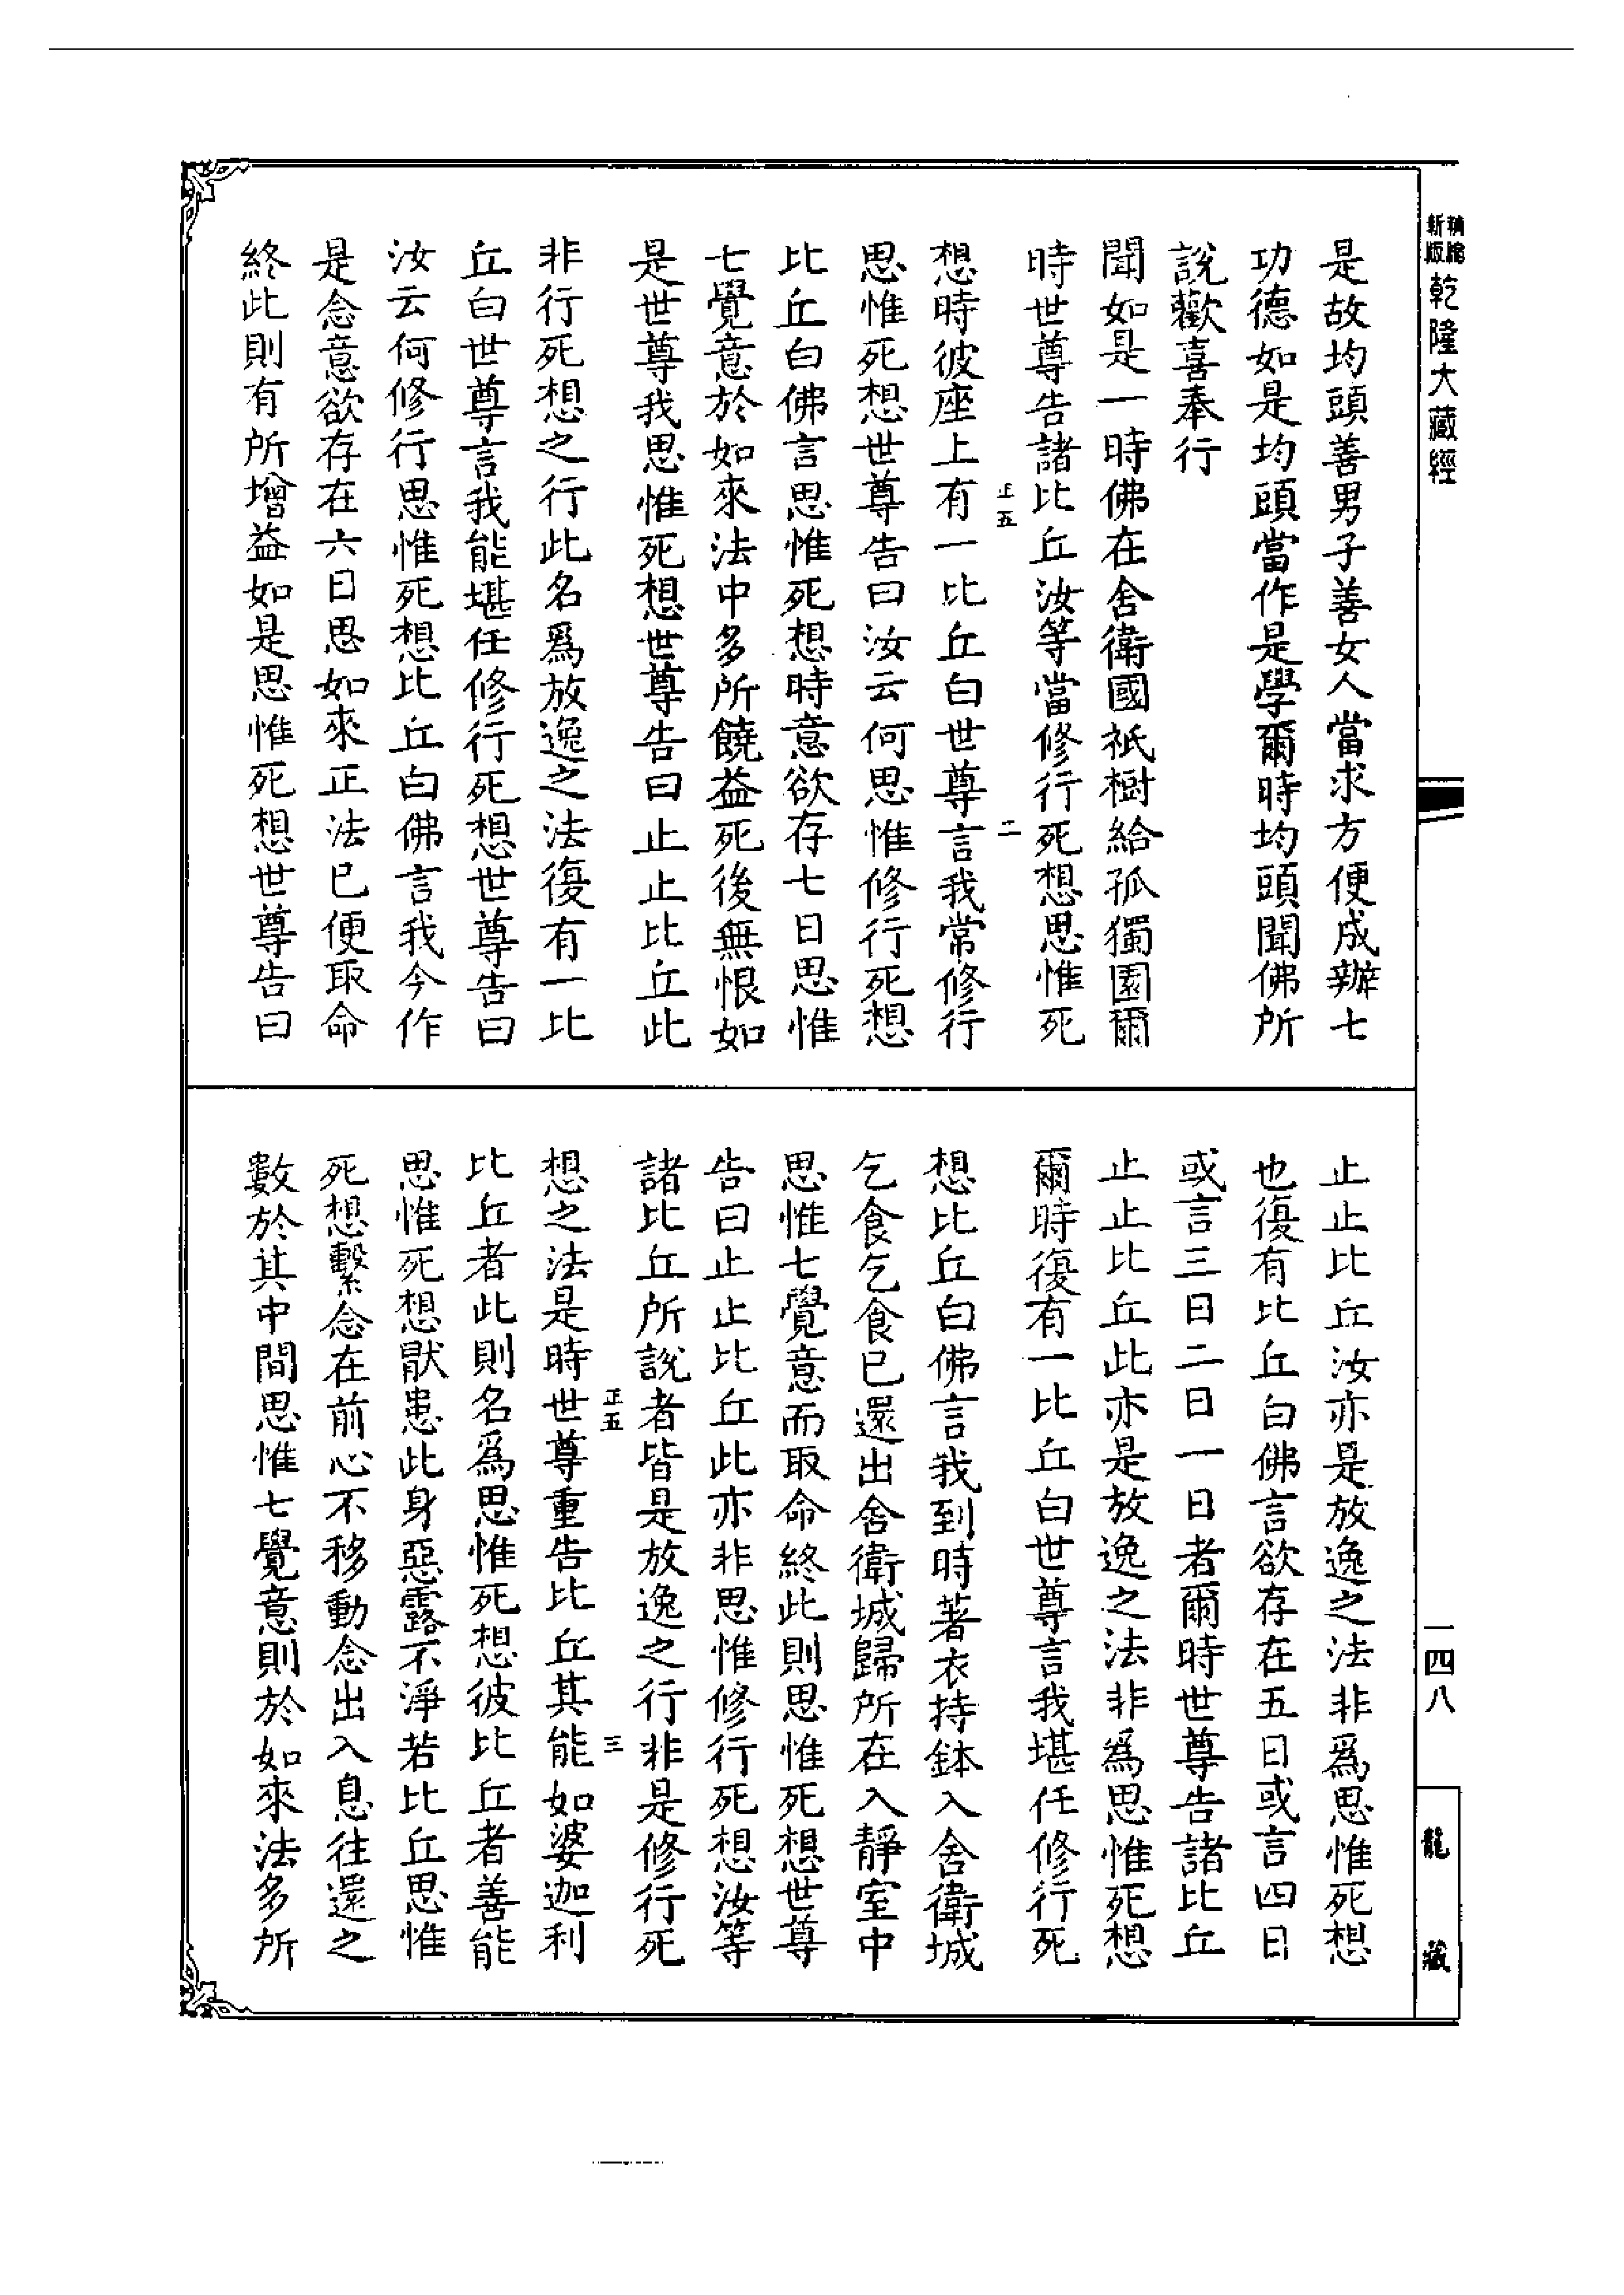 精縮
新版
乾隆大藏經
是故均頭善男子善女人當求方便成辦七
功德如是均頭當作是學爾時均頭聞佛所
說歡喜奉行
聞如是一時佛在舍衛國祇樹給孤獨園爾
時世尊告諸比丘汝等當修行死想思惟死
正五
二
想時彼座上有一比丘白世尊言我常修行
思惟死想世尊告曰汝云何思惟修行死想
比丘白佛言思惟死想時意欲存七日思惟
七覺意於如來法中多所饒益死後無恨如
是世尊我思惟死想世尊告曰止止比丘此
非行死想之行此名爲放逸之法復有一比
丘白世尊言我能堪任修行死想世尊告曰
汝云何修行思惟死想比丘白佛言我今作
是念意欲存在六日思如來正法已便取命
終此則有所增益如是思惟死想世尊告曰
止止比丘汝亦是放逸之法非爲思惟死想
也復有比丘白佛言欲存在五日或言四日
或言三日二日一日者爾時世尊告諸比丘
止止比丘此亦是放逸之法非爲思惟死想
爾時復有一比丘白世尊言我堪任修行死
想比丘白佛言我到時著衣持鉢入舍衛城
乞食乞食已還出舍衛城歸所在入靜室中
思惟七覺意而取命終此則思惟死想世尊
告曰止止比丘此亦非思惟修行死想汝等
諸比丘所說者皆是放逸之行非是修行死
正五
三
想之法是時世尊重告比丘其能如婆迦利
比丘者此則名爲思惟死想彼比丘者善能
思惟死想猒患此身惡露不淨若比丘思惟
死想繫念在前心不移動念出入息往還之
數於其中間思惟七覺意則於如來法多所
一四八
龍藏